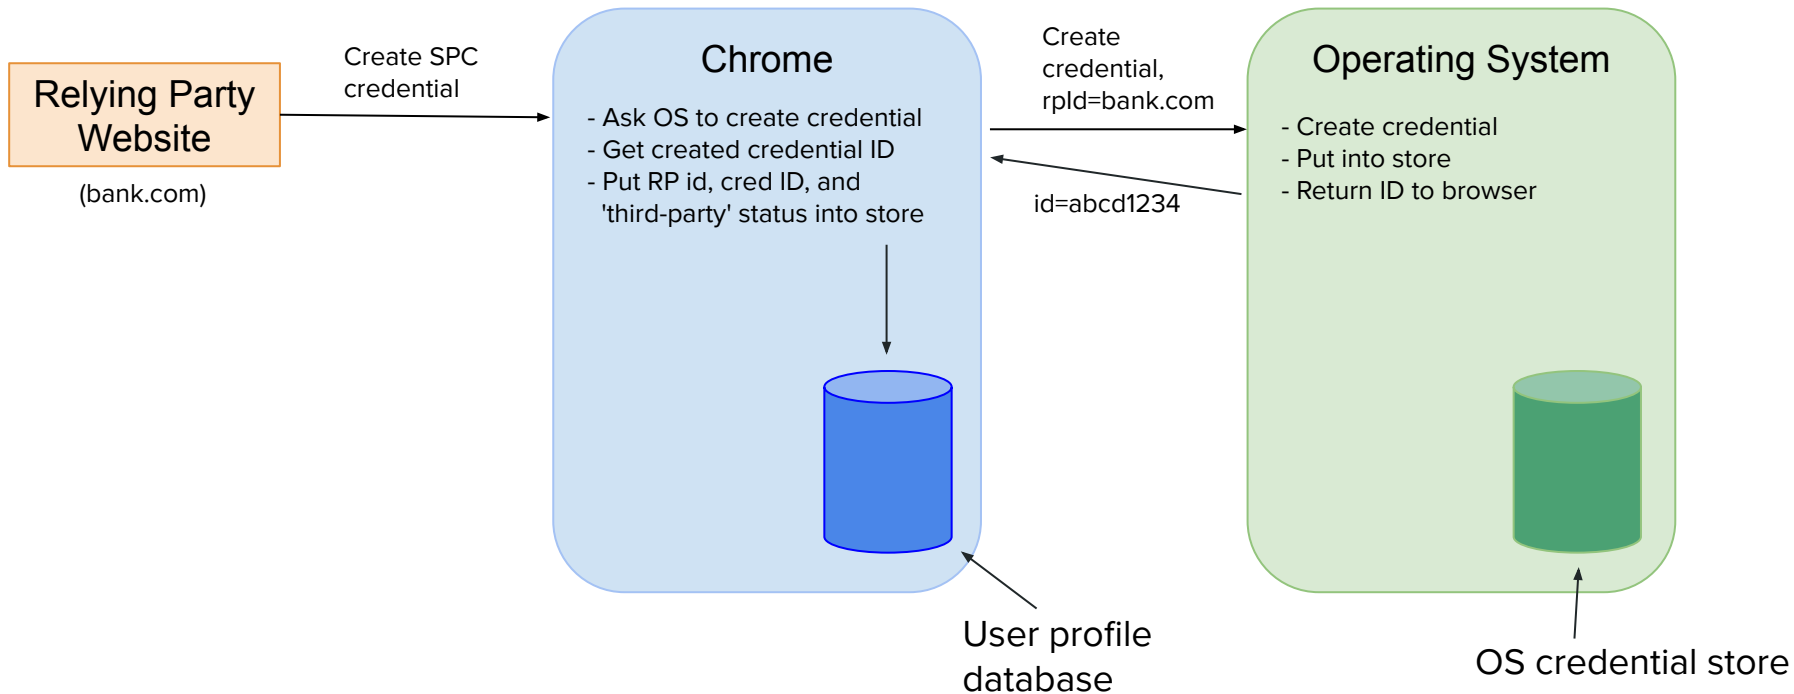 Relying Party
Website
(bank.com)
Create SPC
credential
Chrome
- Ask OS to create credential
- Get created credential ID
- Put RP id, cred ID, and
'third-party' status into store
Create
credential,
rpId=bank.com
id=abcd1234
Operating System
- Create credential
- Put into store
- Return ID to browser
User profile
database
OS credential store